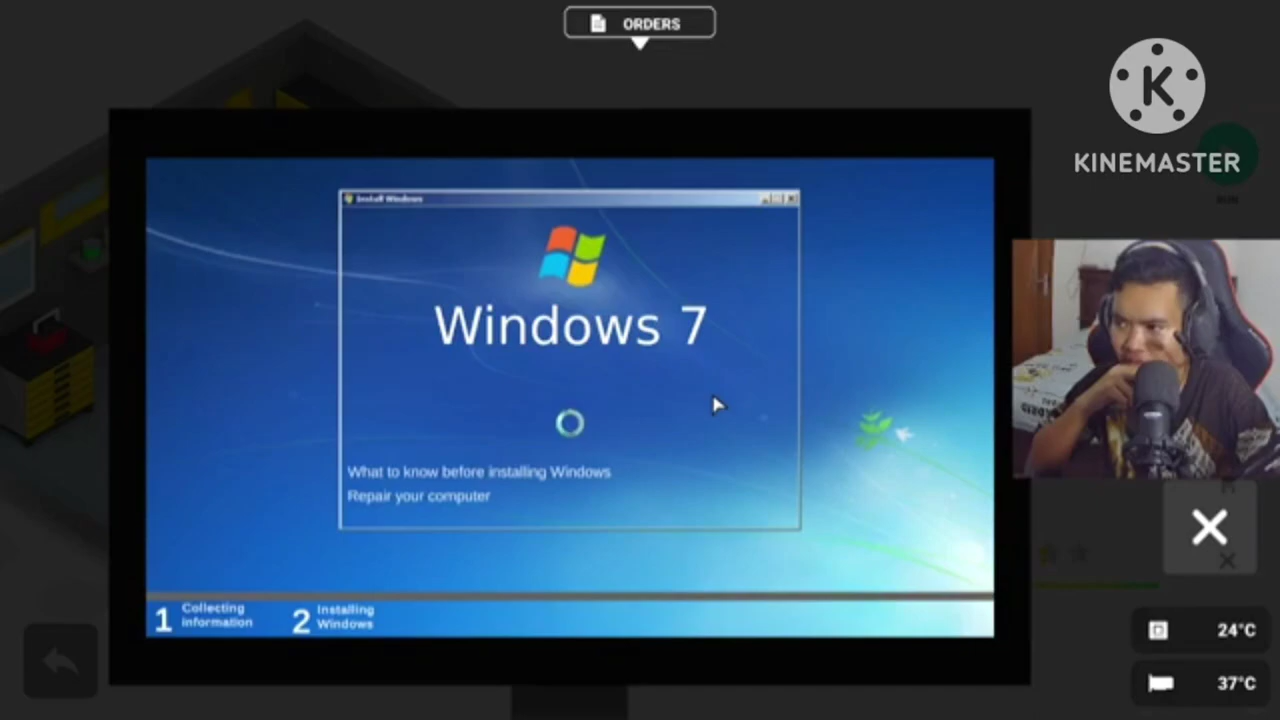 ORDERS
KINEMASTER
Install Windows
Windows 7
What to know before installing Windows
Repair your computer
1 Collecting information
2 Installing Windows
24°C
37°C